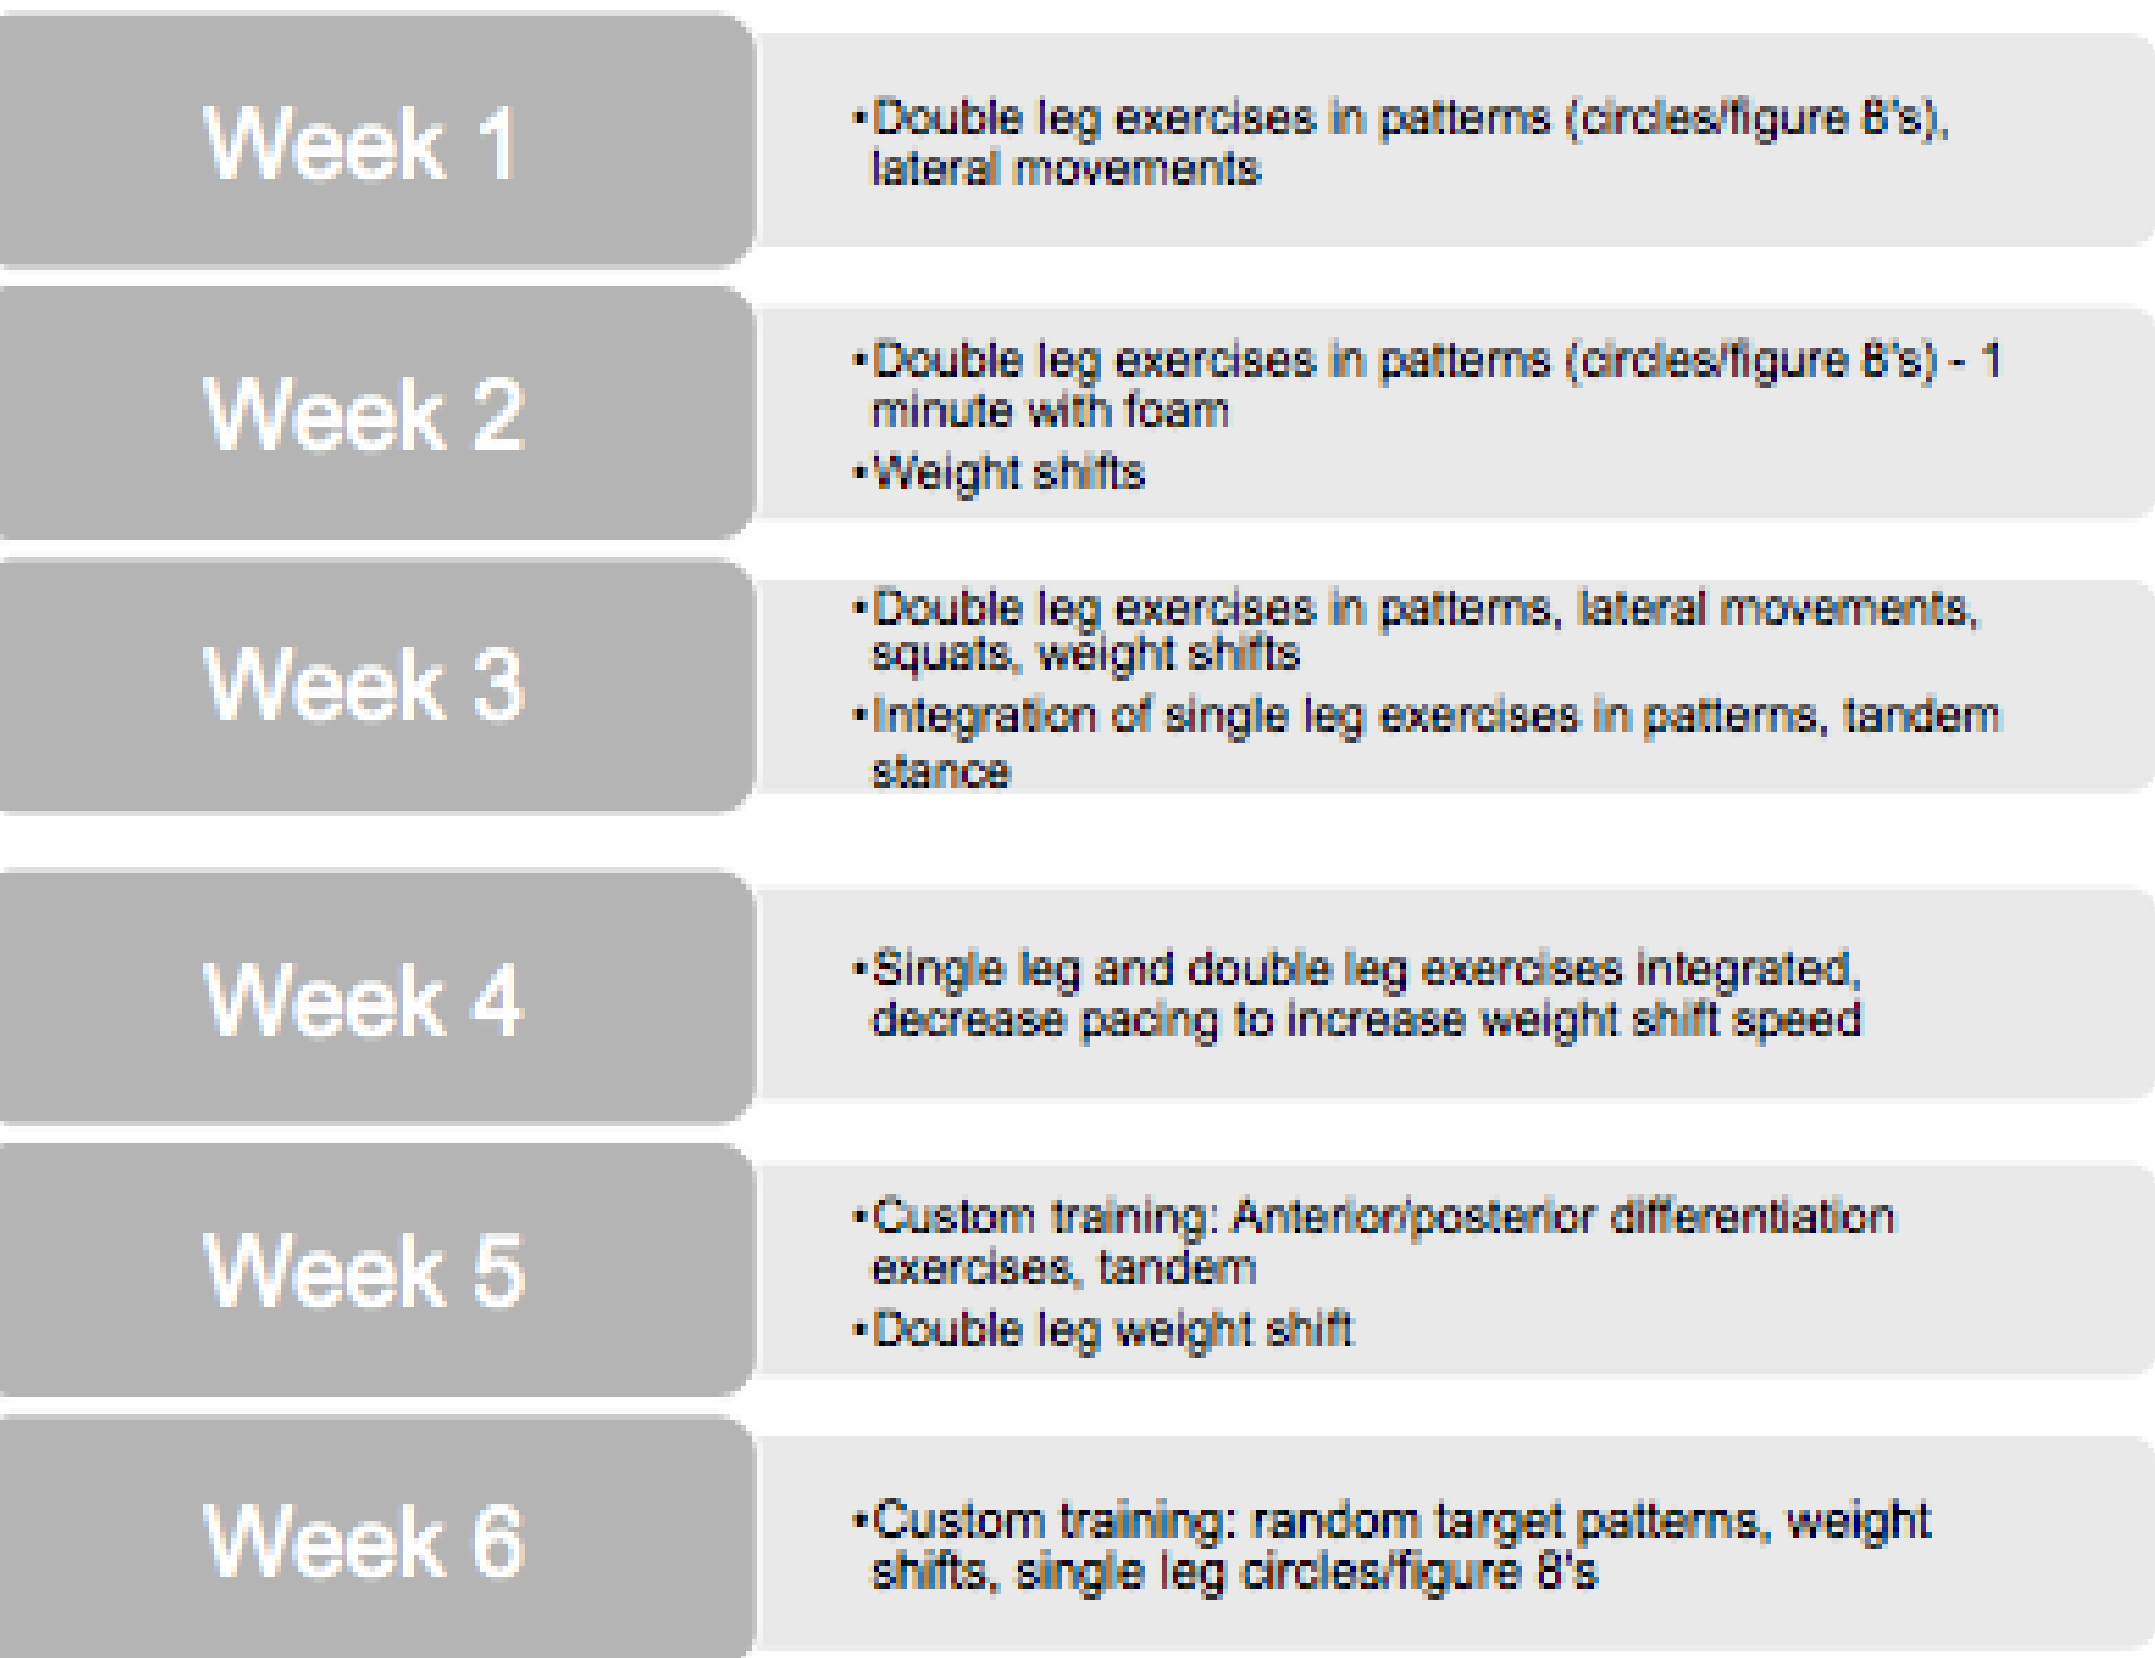 Week 1
•Double leg exercises in patterns (circles/figure 8's),
lateral movements
Week 2
•Double leg exercises in patterns (circles/figure 8's) - 1
minute with foam
•Weight shifts
Week 3
•Double leg exercises in patterns, lateral movements,
squats, weight shifts
•Integration of single leg exercises in patterns, tandem
stance
Week 4
•Single leg and double leg exercises integrated,
decrease pacing to increase weight shift speed
Week 5
•Custom training: Anterior/posterior differentiation
exercises, tandem
•Double leg weight shift
Week 6
•Custom training: random target patterns, weight
shifts, single leg circles/figure 8's